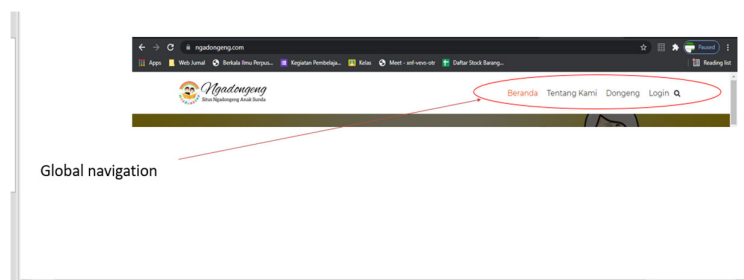 ngadongeng.com
Paused
Apps Web Jurnal Berkala Ilmu Perpus... Kegiatan Pembelaja... Kelas Meet - xnf-vevs-otr Daftar Stock Barang... Reading list
Ngadongeng
Situs Ngadongeng Anak Sunda
Beranda Tentang Kami Dongeng Login
Global navigation